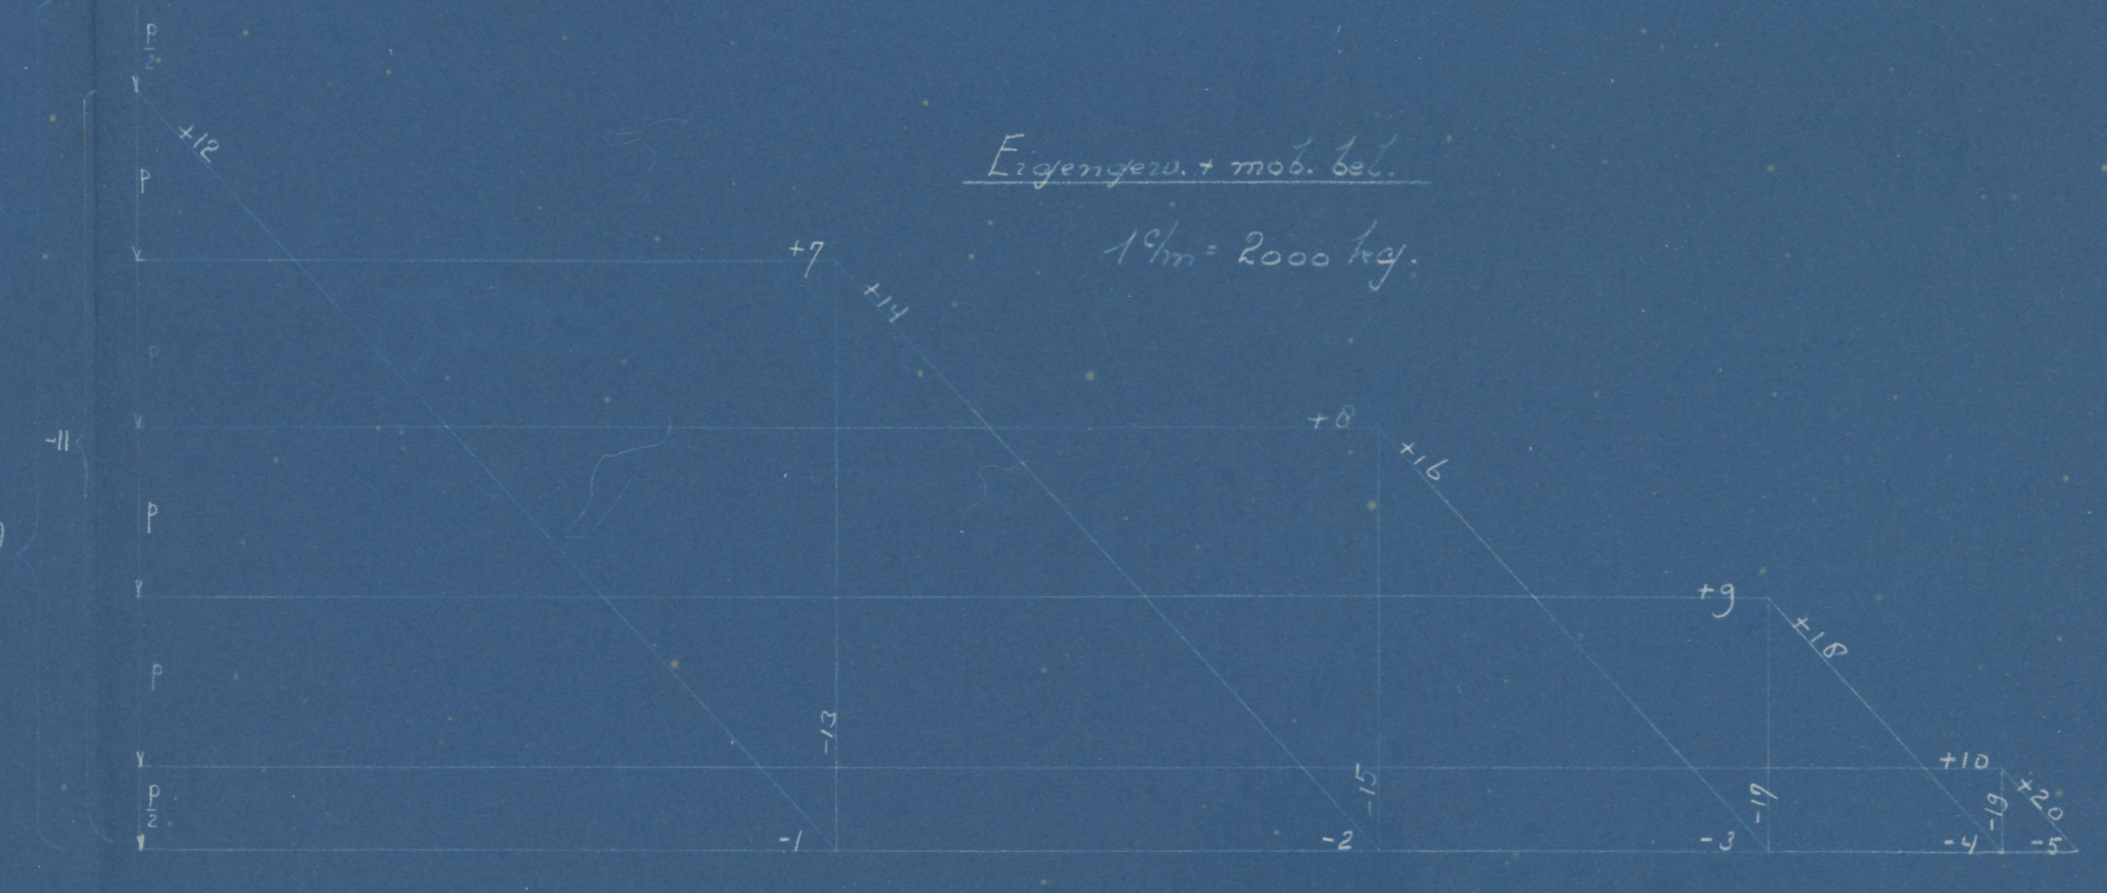 P/2
+12
P
Eigengew. + mob. bel.
1 c/m = 2000 kg.
+7
+14
P
+8
-11
+16
P
+9
+18
P
-13
-15
-17
+10
-19
+20
P/2
-1
-2
-3
-4
-5